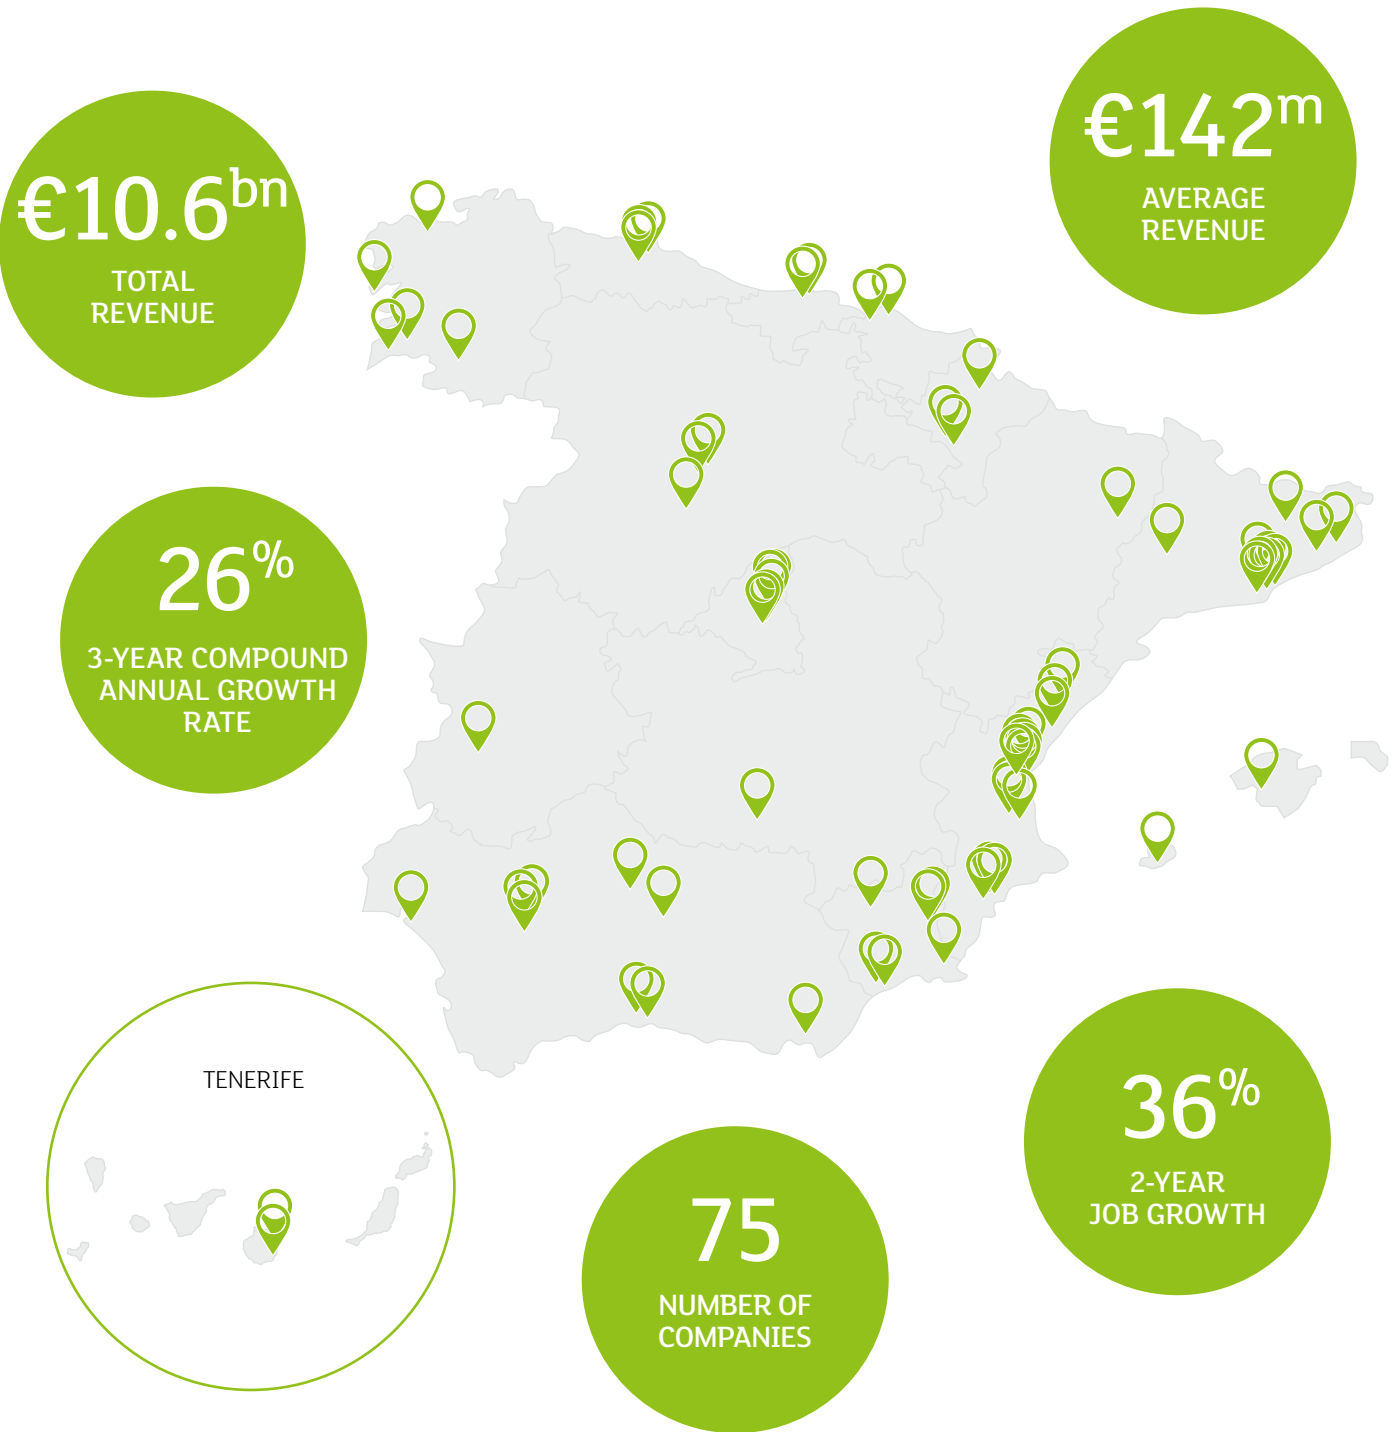 €142m
AVERAGE
REVENUE
€10.6bn
TOTAL
REVENUE
26%
3-YEAR COMPOUND
ANNUAL GROWTH
RATE
TENERIFE
36%
2-YEAR
JOB GROWTH
75
NUMBER OF
COMPANIES